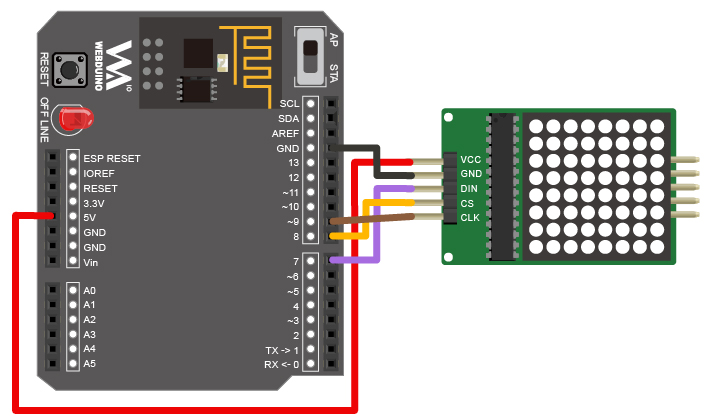 RESET
WEBDUINO
IO
AP
STA
OFF LINE
SCL
SDA
AREF
GND
13
12
~11
~10
~9
8
ESP RESET
IOREF
RESET
3.3V
5V
GND
GND
Vin
7
~6
~5
4
~3
2
TX -> 1
RX <- 0
A0
A1
A2
A3
A4
A5
VCC
GND
DIN
CS
CLK